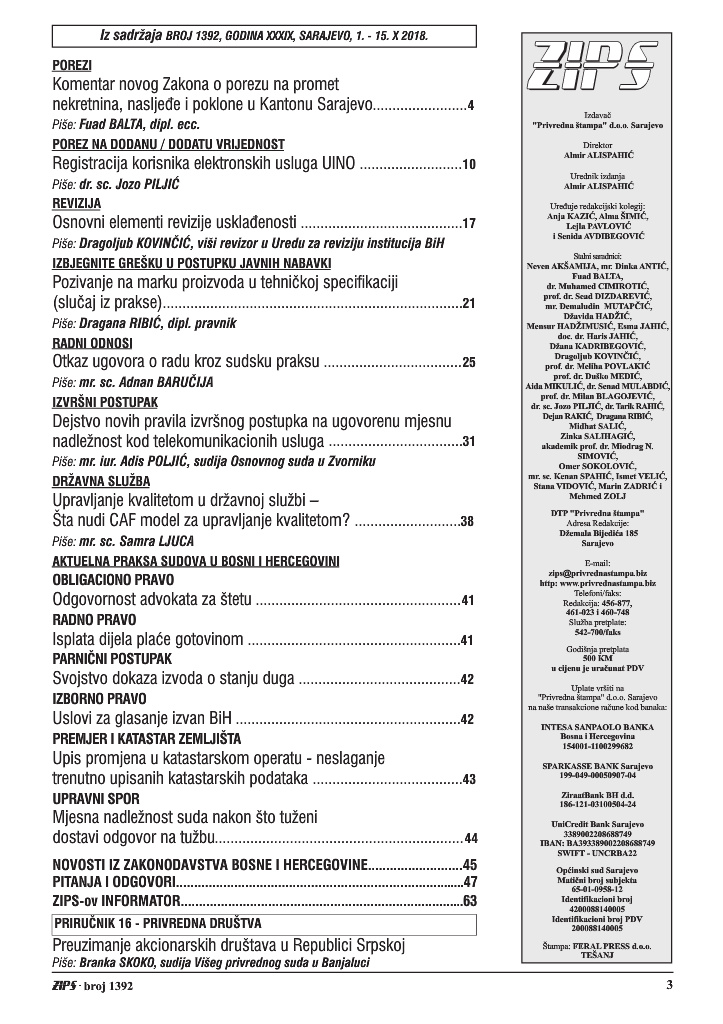 Iz sadržaja BROJ 1392, GODINA XXXIX, SARAJEVO, 1. - 15. X 2018.
POREZI
Komentar novog Zakona o porezu na promet
nekretnina, nasljeđe i poklone u Kantonu Sarajevo........................4
Piše: Fuad BALTA, dipl. ecc.
POREZ NA DODANU / DODATU VRIJEDNOST
Registracija korisnika elektronskih usluga UINO ..........................10
Piše: dr. sc. Jozo PILJIĆ
REVIZIJA
Osnovni elementi revizije usklađenosti .........................................17
Piše: Dragoljub KOVINČIĆ, viši revizor u Uredu za reviziju institucija BiH
IZBJEGNITE GREŠKU U POSTUPKU JAVNIH NABAVKI
Pozivanje na marku proizvoda u tehničkoj specifikaciji
(slučaj iz prakse)............................................................................21
Piše: Dragana RIBIĆ, dipl. pravnik
RADNI ODNOSI
Otkaz ugovora o radu kroz sudsku praksu ...................................25
Piše: mr. sc. Adnan BARUČIJA
IZVRŠNI POSTUPAK
Dejstvo novih pravila izvršnog postupka na ugovorenu mjesnu
nadležnost kod telekomunikacionih usluga ..................................31
Piše: mr. iur. Adis POLJIĆ, sudija Osnovnog suda u Zvorniku
DRŽAVNA SLUŽBA
Upravljanje kvalitetom u državnoj službi –
Šta nudi CAF model za upravljanje kvalitetom? ...........................38
Piše: mr. sc. Samra LJUCA
AKTUELNA PRAKSA SUDOVA U BOSNI I HERCEGOVINI
OBLIGACIONO PRAVO
Odgovornost advokata za štetu ....................................................41
RADNO PRAVO
Isplata dijela plaće gotovinom ......................................................41
PARNIČNI POSTUPAK
Svojstvo dokaza izvoda o stanju duga .........................................42
IZBORNO PRAVO
Uslovi za glasanje izvan BiH .........................................................42
PREMJER I KATASTAR ZEMLJIŠTA
Upis promjena u katastarskom operatu - neslaganje
trenutno upisanih katastarskih podataka ......................................43
UPRAVNI SPOR
Mjesna nadležnost suda nakon što tuženi
dostavi odgovor na tužbu...............................................................44
NOVOSTI IZ ZAKONODAVSTVA BOSNE I HERCEGOVINE..........................45
PITANJA I ODGOVORI...............................................................................47
ZIPS-ov INFORMATOR..............................................................................63
PRIRUČNIK 16 - PRIVREDNA DRUŠTVA
Preuzimanje akcionarskih društava u Republici Srpskoj
Piše: Branka SKOKO, sudija Višeg privrednog suda u Banjaluci
ZIPS
Izdavač
"Privredna štampa" d.o.o. Sarajevo
Direktor
Almir ALISPAHIĆ
Urednik izdanja
Almir ALISPAHIĆ
Uređuje redakcijski kolegij:
Anja KAZIĆ, Alma ŠIMIĆ,
Lejla PAVLOVIĆ
i Senida AVDIBEGOVIĆ
Stalni saradnici:
Neven AKŠAMIJA, mr. Dinka ANTIĆ,
Fuad BALTA,
dr. Muhamed CIMIROTIĆ,
prof. dr. Sead DIZDAREVIĆ,
mr. Demaludin MUTAPČIĆ,
Džavida HADŽIĆ,
Mensur HADŽIMUSIĆ, Esma JAHIĆ,
doc. dr. Haris JAHIĆ,
Džana KADRIBEGOVIĆ,
Dragoljub KOVINČIĆ,
prof. dr. Meliha POVLAKIĆ
prof. dr. Duško MEDIĆ,
Aida MIKULIĆ, dr. Senad MULABDIĆ,
prof. dr. Milan BLAGOJEVIĆ,
dr. sc. Jozo PILJIĆ, dr. Tarik RAHIĆ,
Dejan RAKIĆ, Dragana RIBIĆ,
Midhat SALIĆ,
Zinka SALIHAGIĆ,
akademik prof. dr. Miodrag N.
SIMOVIĆ,
Omer SOKOLOVIĆ,
mr. sc. Kenan SPAHIĆ, Ismet VELIĆ,
Stana VIDOVIĆ, Marin ZADRIĆ i
Mehmed ZOLJ
DTP "Privredna štampa"
Adresa Redakcije:
Džemala Bijedića 185
Sarajevo
E-mail:
zips@privrednastampa.biz
http: www.privrednastampa.biz
Telefoni/faks:
Redakcija: 456-877,
461-023 i 460-748
Služba pretplate:
542-700/faks
Godišnja pretplata
500 KM
u cijenu je uračunat PDV
Uplate vršiti na
"Privredna štampa" d.o.o. Sarajevo
na naše transakcione račune kod banaka:
INTESA SANPAOLO BANKA
Bosna i Hercegovina
154001-1100299682
SPARKASSE BANK Sarajevo
199-049-00050907-04
ZiraatBank BH d.d.
186-121-03100504-24
UniCredit Bank Sarajevo
3389002208688749
IBAN: BA393389002208688749
SWIFT - UNCRBA22
Općinski sud Sarajevo
Matični broj subjekta
65-01-0958-12
Identifikacioni broj
4200088140005
Identifikacioni broj PDV
200088140005
Štampa: FERAL PRESS d.o.o.
TEŠANJ
ZIPS - broj 1392
3